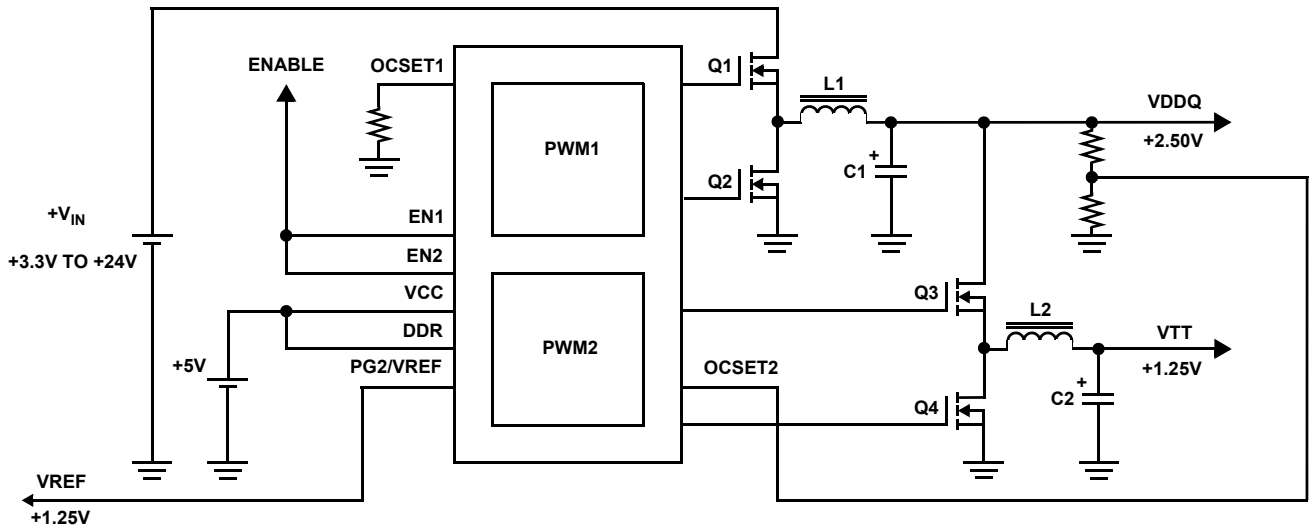 ENABLE
OCSET1
Q1
L1
VDDQ
+2.50V
PWM1
C1
+
Q2
+VIN
+3.3V TO +24V
EN1
EN2
VCC
DDR
PWM2
Q3
L2
VTT
+1.25V
+5V
PG2/VREF
OCSET2
Q4
C2
+
VREF
+1.25V